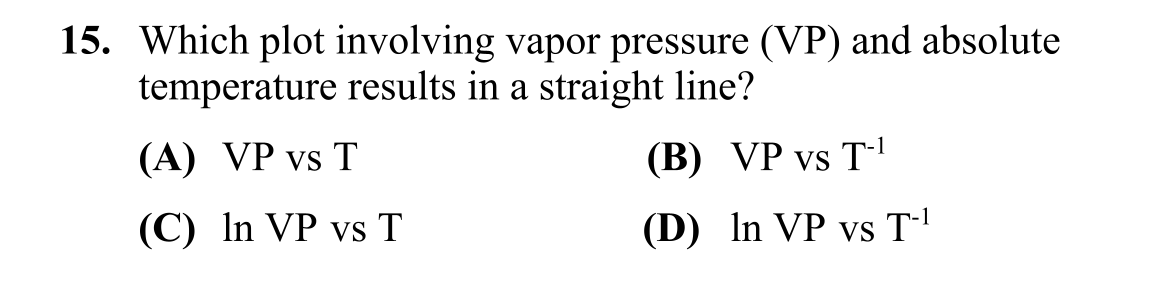 15. Which plot involving vapor pressure (VP) and absolute
temperature results in a straight line?
(A) VP vs T (B) VP vs T⁻¹
(C) ln VP vs T (D) ln VP vs T⁻¹